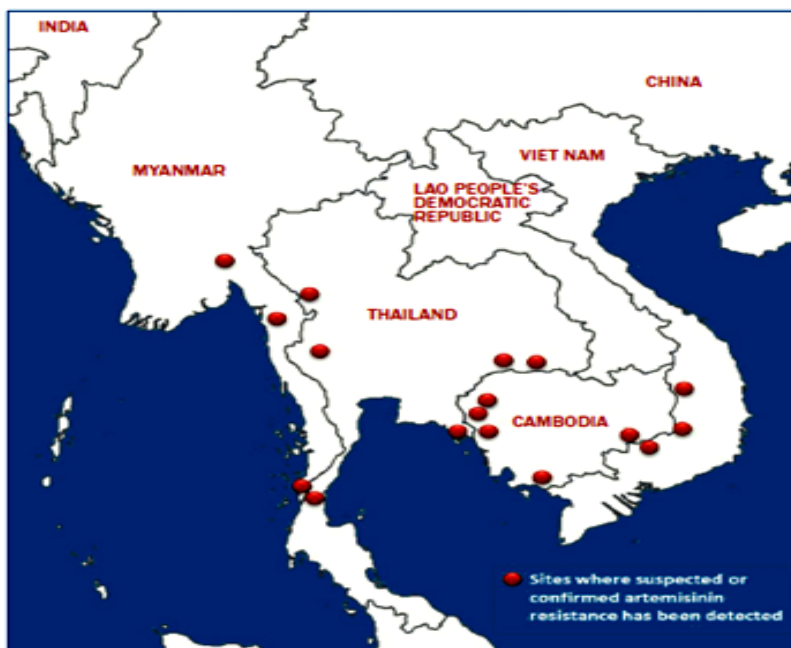 INDIA
CHINA
VIET NAM
MYANMAR
LAO PEOPLE'S
DEMOCRATIC
REPUBLIC
THAILAND
CAMBODIA
Sites where suspected or
confirmed artemisinin
resistance has been detected